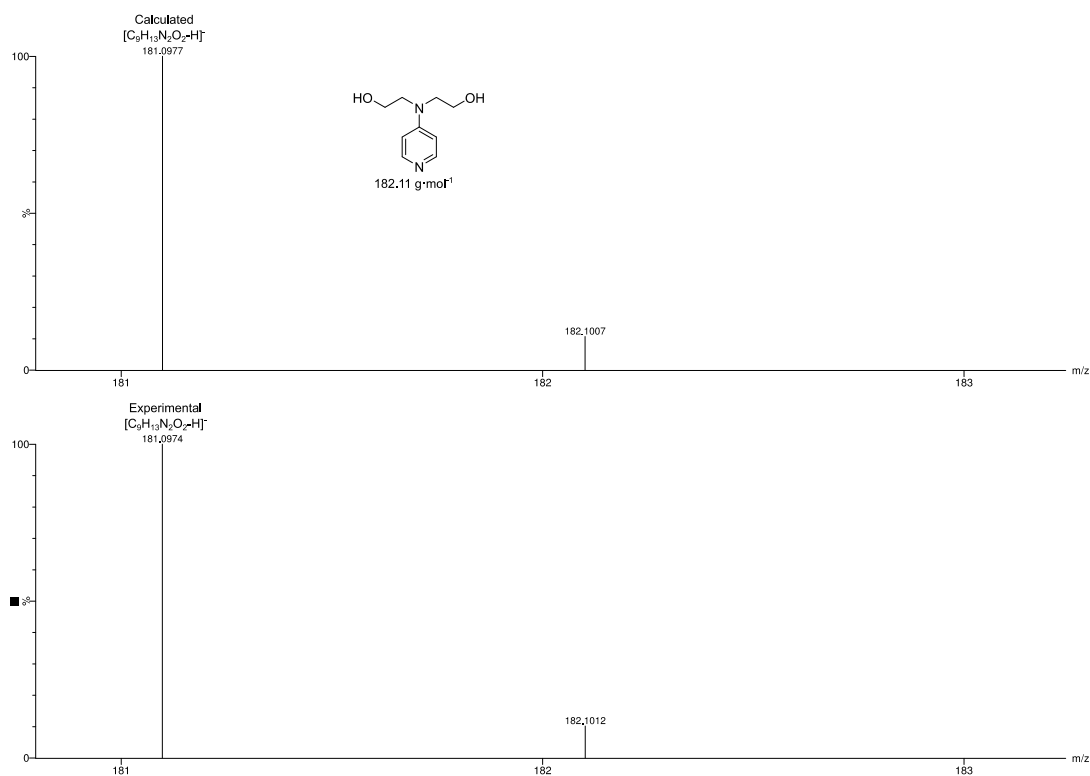 Calculated
[C₉H₁₃N₂O₂-H]⁻
181.0977
100
HO
OH
N
N
182.11 g·mol⁻¹
%
182.1007
0
181
182
183
m/z
Experimental
[C₉H₁₃N₂O₂-H]⁻
181.0974
100
%
182.1012
0
181
182
183
m/z